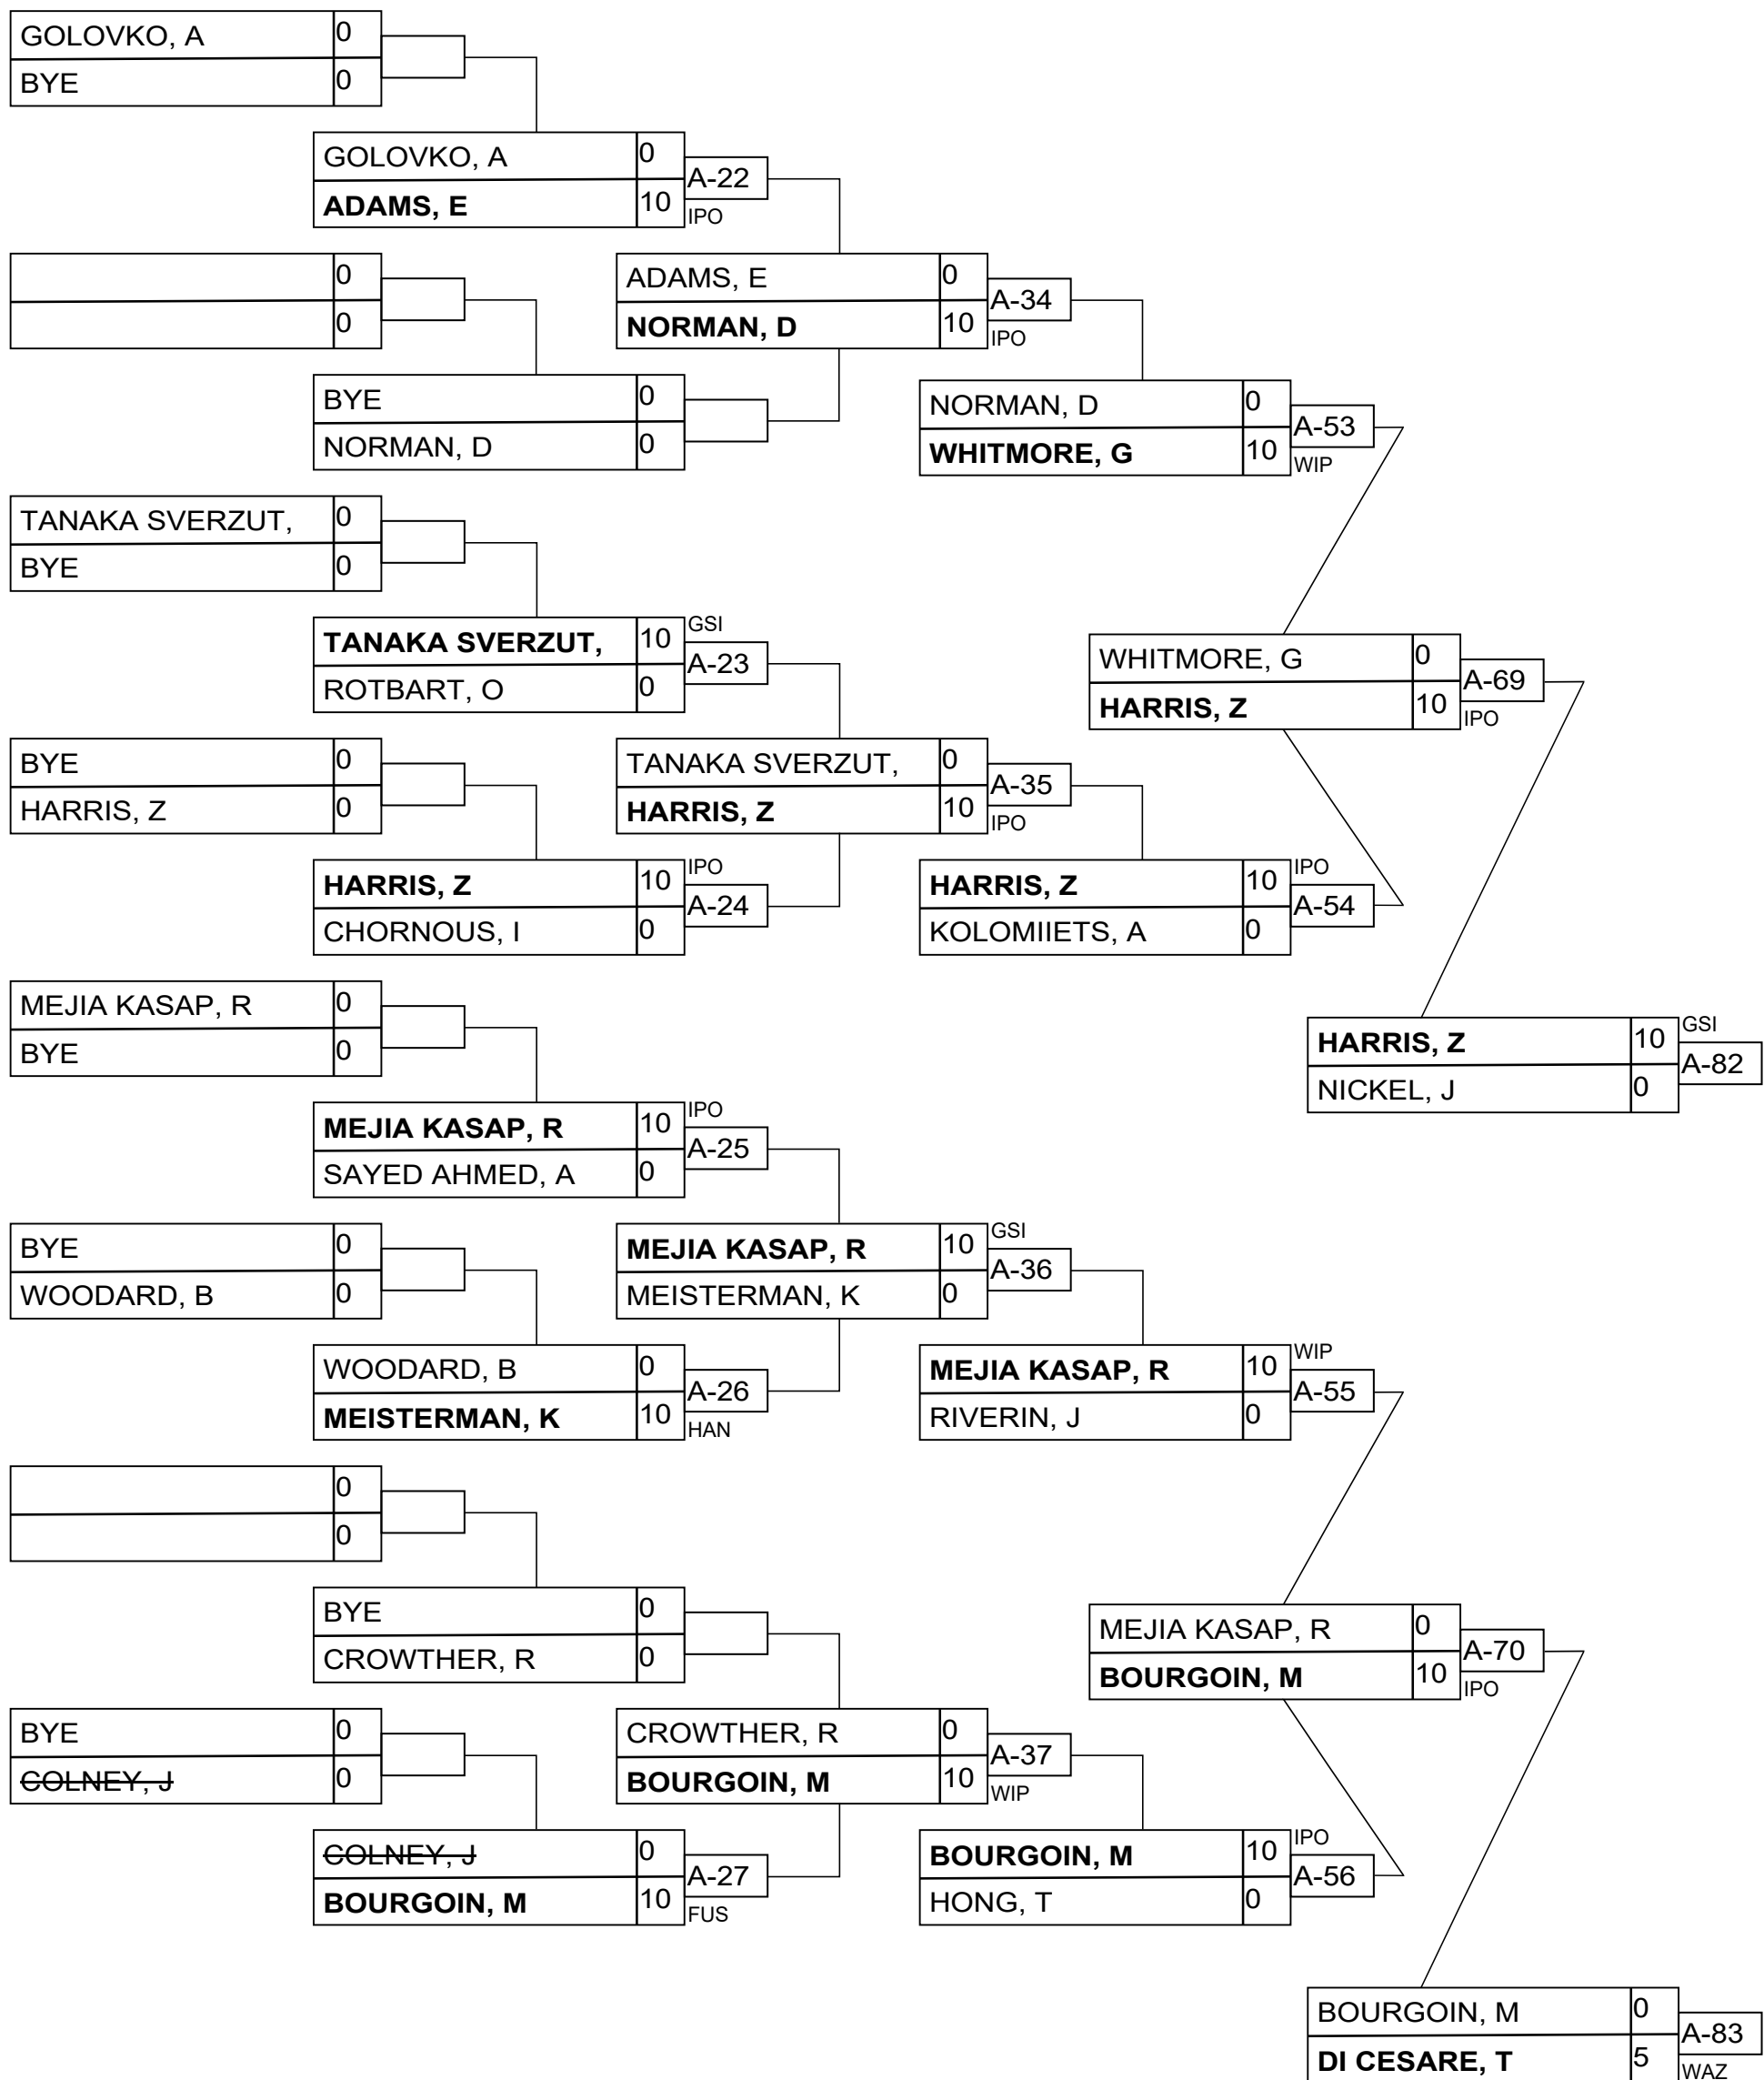 GOLOVKO, A 0
BYE 0
GOLOVKO, A 0
A-22
ADAMS, E 10
IPO
0
0
ADAMS, E 0
A-34
NORMAN, D 10
IPO
BYE 0
NORMAN, D 0
NORMAN, D 0
A-53
WHITMORE, G 10
WIP
TANAKA SVERZUT, 0
BYE 0
TANAKA SVERZUT, 10
GSI
A-23
ROTBART, O 0
WHITMORE, G 0
A-69
HARRIS, Z 10
IPO
BYE 0
HARRIS, Z 0
TANAKA SVERZUT, 0
A-35
HARRIS, Z 10
IPO
HARRIS, Z 10
IPO
A-24
CHORNOUS, I 0
HARRIS, Z 10
IPO
A-54
KOLOMIIETS, A 0
MEJIA KASAP, R 0
BYE 0
HARRIS, Z 10
GSI
A-82
NICKEL, J 0
MEJIA KASAP, R 10
IPO
A-25
SAYED AHMED, A 0
BYE 0
WOODARD, B 0
MEJIA KASAP, R 10
GSI
A-36
MEISTERMAN, K 0
WOODARD, B 0
A-26
MEISTERMAN, K 10
HAN
MEJIA KASAP, R 10
WIP
A-55
RIVERIN, J 0
0
0
BYE 0
CROWTHER, R 0
MEJIA KASAP, R 0
A-70
BOURGOIN, M 10
IPO
BYE 0
COLNEY, J 0
CROWTHER, R 0
A-37
BOURGOIN, M 10
WIP
COLNEY, J 0
A-27
BOURGOIN, M 10
FUS
BOURGOIN, M 10
IPO
A-56
HONG, T 0
BOURGOIN, M 0
A-83
DI CESARE, T 5
WAZ